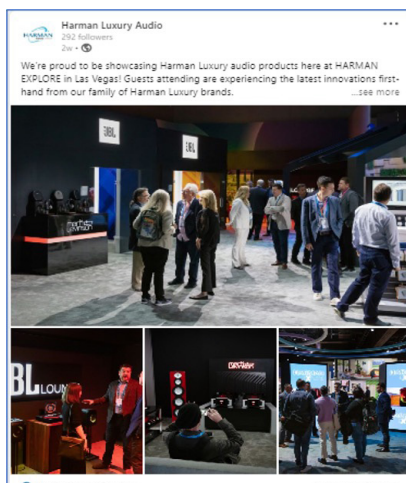 Harman Luxury Audio
HARMAN
292 followers
2w •
We're proud to be showcasing Harman Luxury audio products here at HARMAN
EXPLORE in Las Vegas! Guests attending are experiencing the latest innovations first-
hand from our family of Harman Luxury brands. ...see more
JBL
JBL
mark
levinson
JBL LOUN